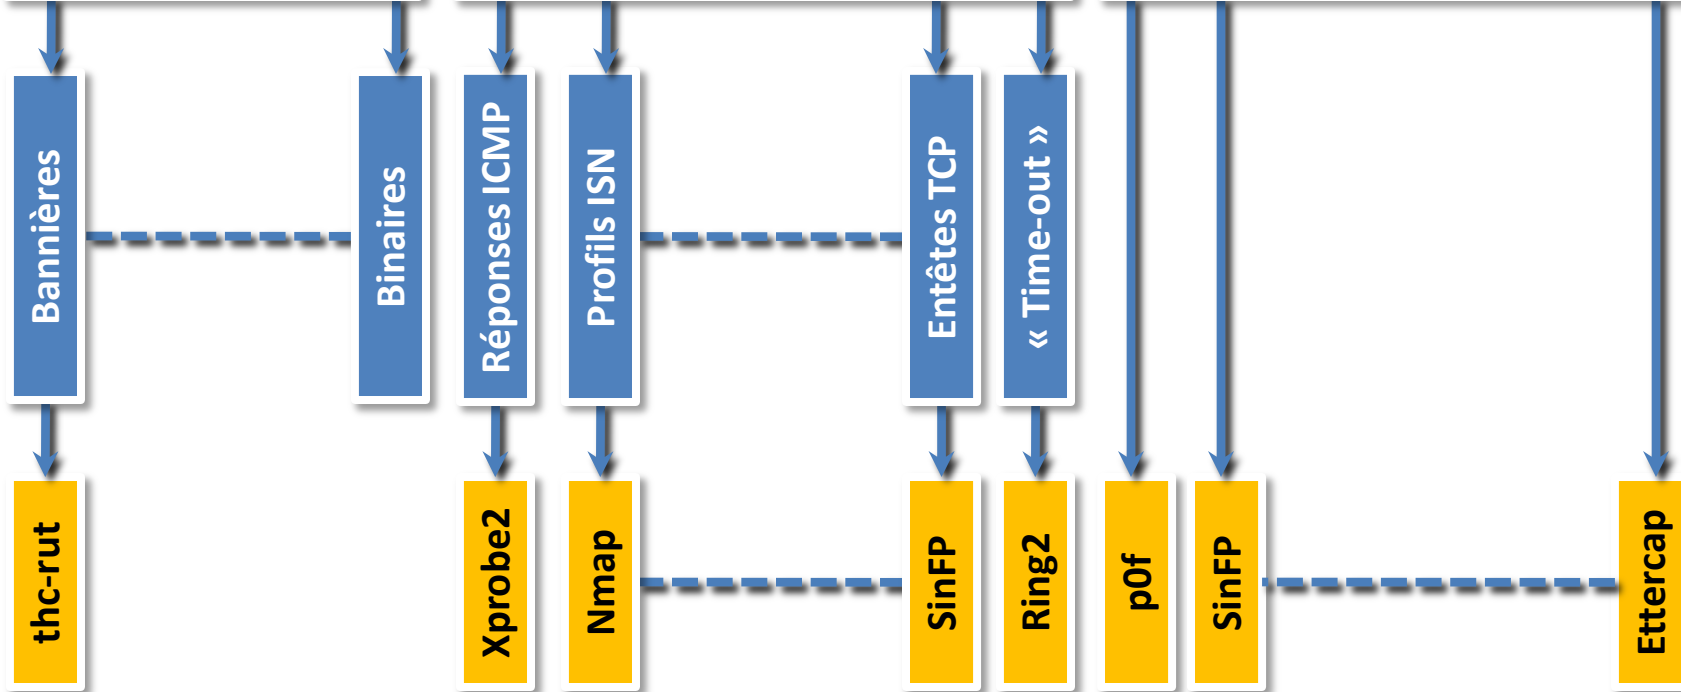 Bannières
Binaires
Réponses ICMP
Profils ISN
Entêtes TCP
« Time-out »
thc-rut
Xprobe2
Nmap
SinFP
Ring2
p0f
SinFP
Ettercap